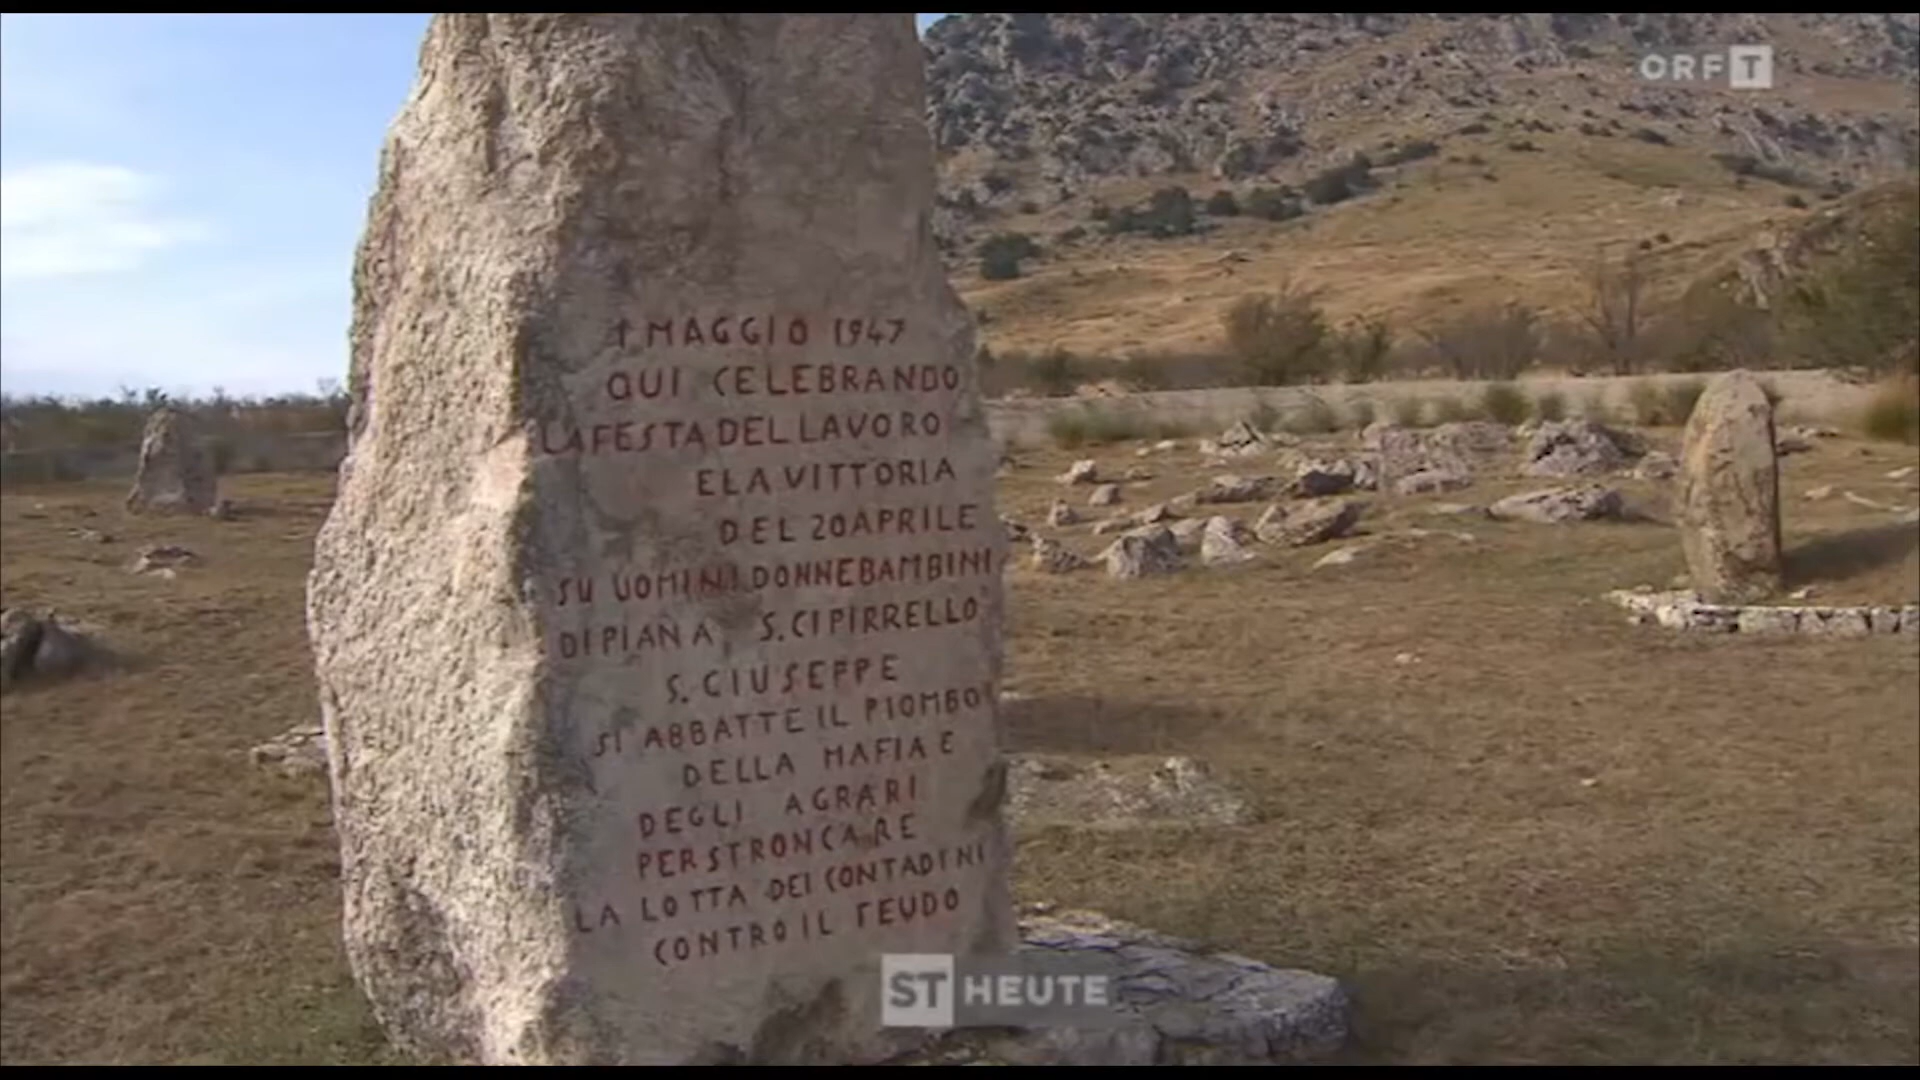 ORF T
1 MAGGIO 1947
QUI CELEBRANDO
LA FESTA DEL LAVORO
E LA VITTORIA
DEL 20 APRILE
SU UOMINI DONNE BAMBINI
DI PIANA S. CIPIRRELLO
S. GIUSEPPE
SI ABBATTE IL PIOMBO
DELLA MAFIA E
DEGLI AGRARI
PER STRONCARE
LA LOTTA DEI CONTADINI
CONTRO IL FEUDO
ST HEUTE